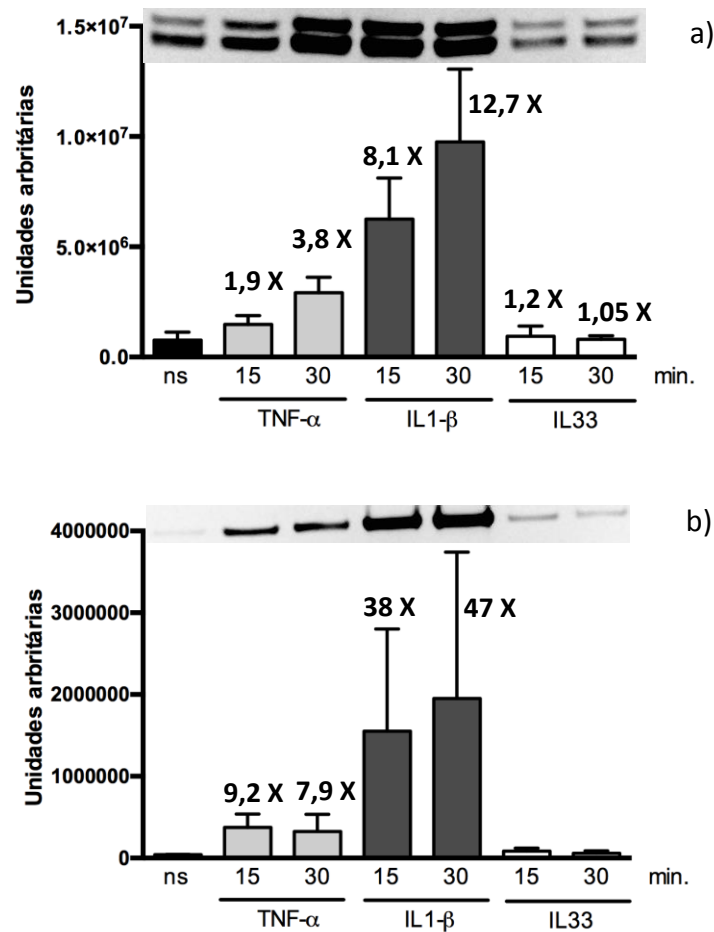 a)
1.5×10⁷
12,7 X
1.0×10⁷
8,1 X
Unidades arbritárias
5.0×10⁶
3,8 X
1,9 X
1,2 X
1,05 X
0.0
ns 15 30 15 30 15 30 min.
TNF-α IL1-β IL33
b)
4000000
38 X 47 X
3000000
Unidades arbritárias
2000000
1000000
9,2 X 7,9 X
0
ns 15 30 15 30 15 30 min.
TNF-α IL1-β IL33